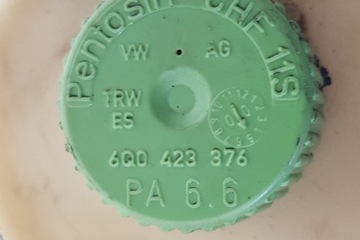 Pentosin CHF 11S
VW AG
TRW
ES
6Q0 423 376
PA 6.6